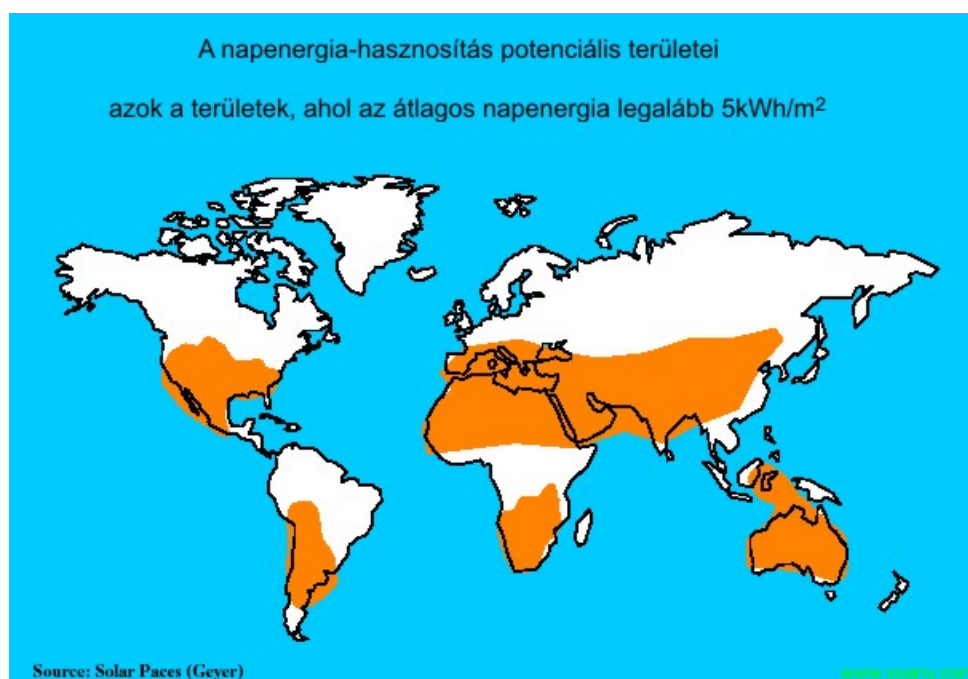 A napenergia-hasznosítás potenciális területei
azok a területek, ahol az átlagos napenergia legalább 5kWh/m²
Source: Solar Paces (Geyer)